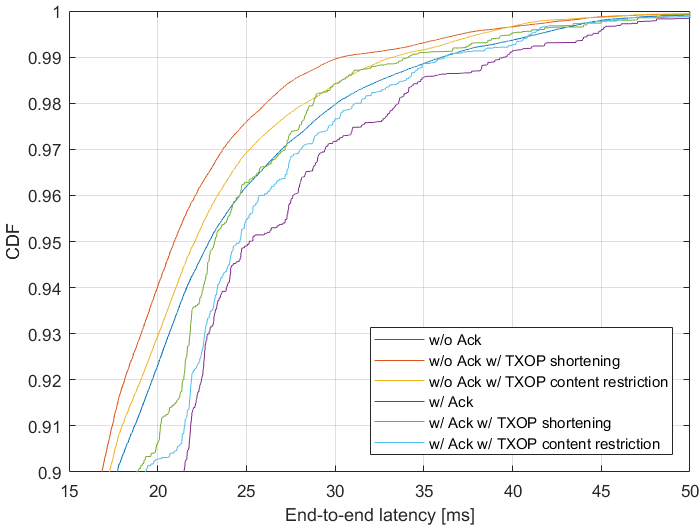 1
0.99
0.98
0.97
0.96
0.95
0.94
0.93
0.92
0.91
0.9
CDF
w/o Ack
w/o Ack w/ TXOP shortening
w/o Ack w/ TXOP content restriction
w/ Ack
w/ Ack w/ TXOP shortening
w/ Ack w/ TXOP content restriction
15 20 25 30 35 40 45 50
End-to-end latency [ms]